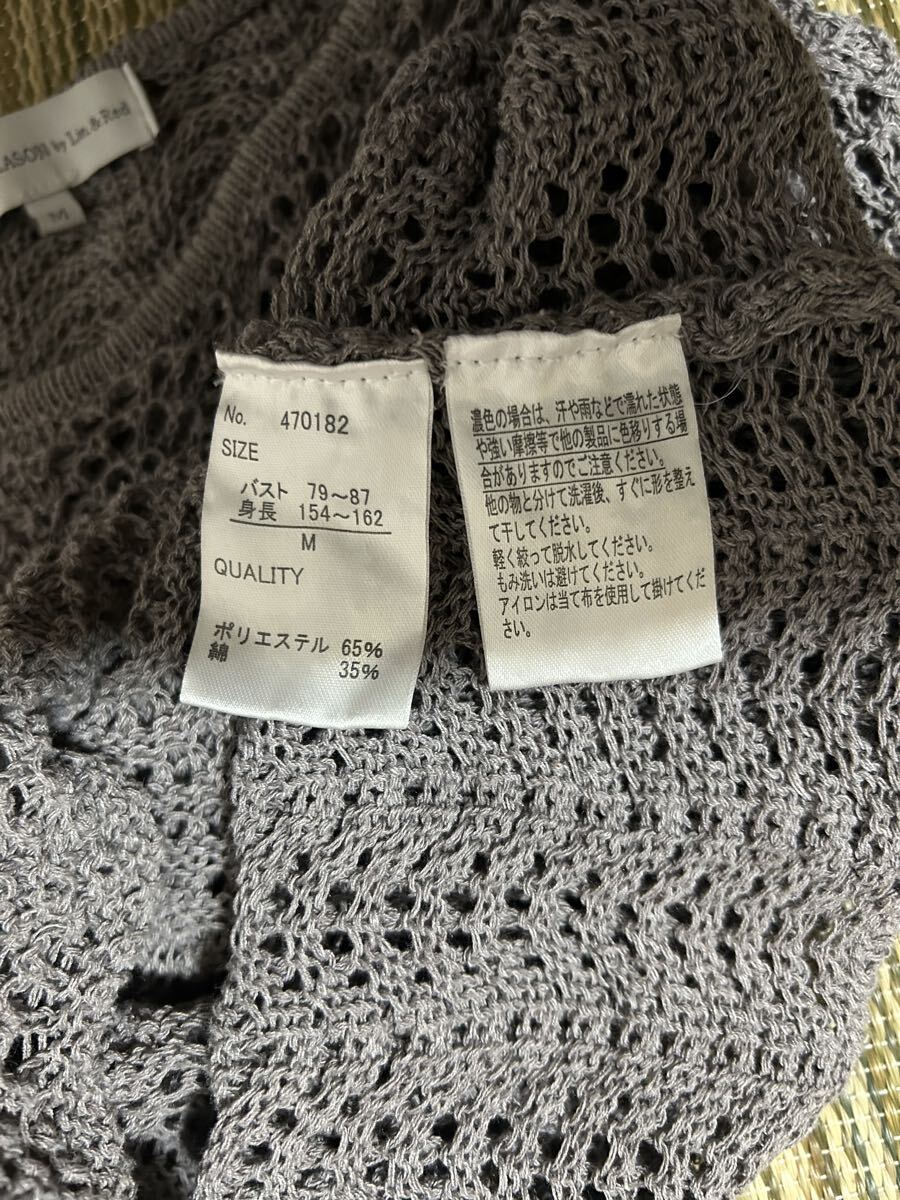 by Lin & Red
M
No. 470182
SIZE
バスト 79～87
身長 154～162
M
QUALITY
ポリエステル 65%
綿 35%
濃色の場合は、汗や雨などで濡れた状態
や強い摩擦等で他の製品に色移りする場
合がありますのでご注意ください。
他の物と分けて洗濯後、すぐに形を整え
て干してください。
軽く絞って脱水してください。
もみ洗いは避けてください。
アイロンは当て布を使用して掛けてくだ
さい。